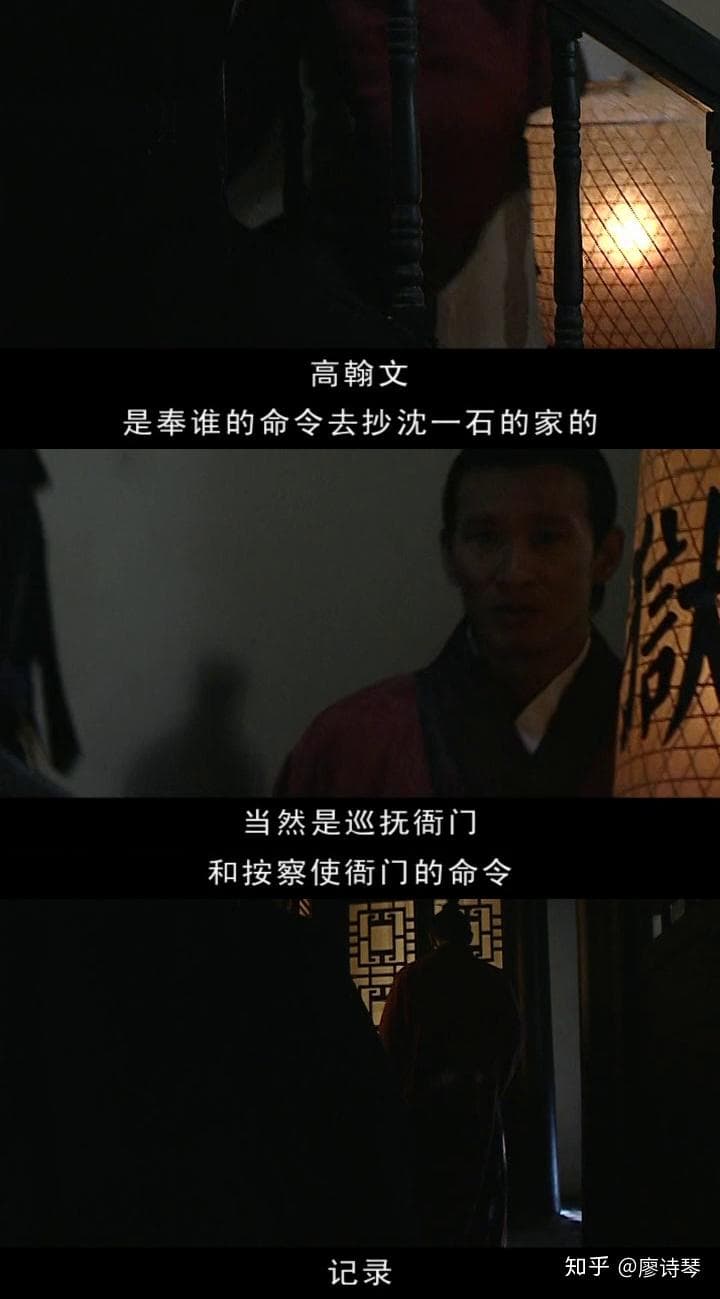 高翰文
是奉谁的命令去抄沈一石的家的
獄
当然是巡抚衙门
和按察使衙门的命令
记录
知乎 @廖诗琴